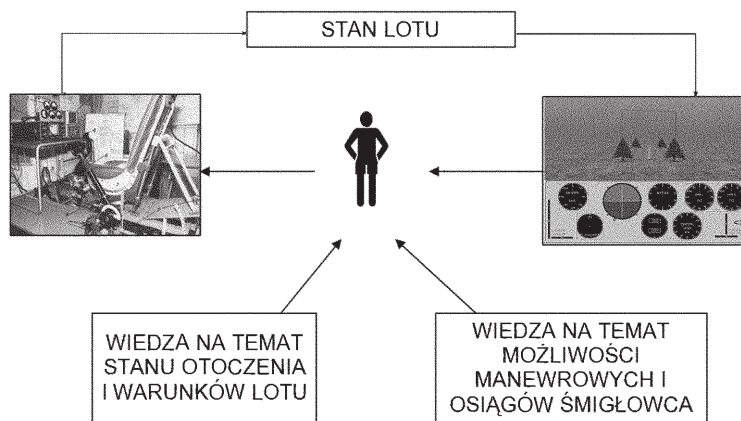 STAN LOTU
WIEDZA NA TEMAT
STANU OTOCZENIA
I WARUNKÓW LOTU
WIEDZA NA TEMAT
MOŻLIWOŚCI
MANEWROWYCH I
OSIĄGÓW ŚMIGŁOWCA